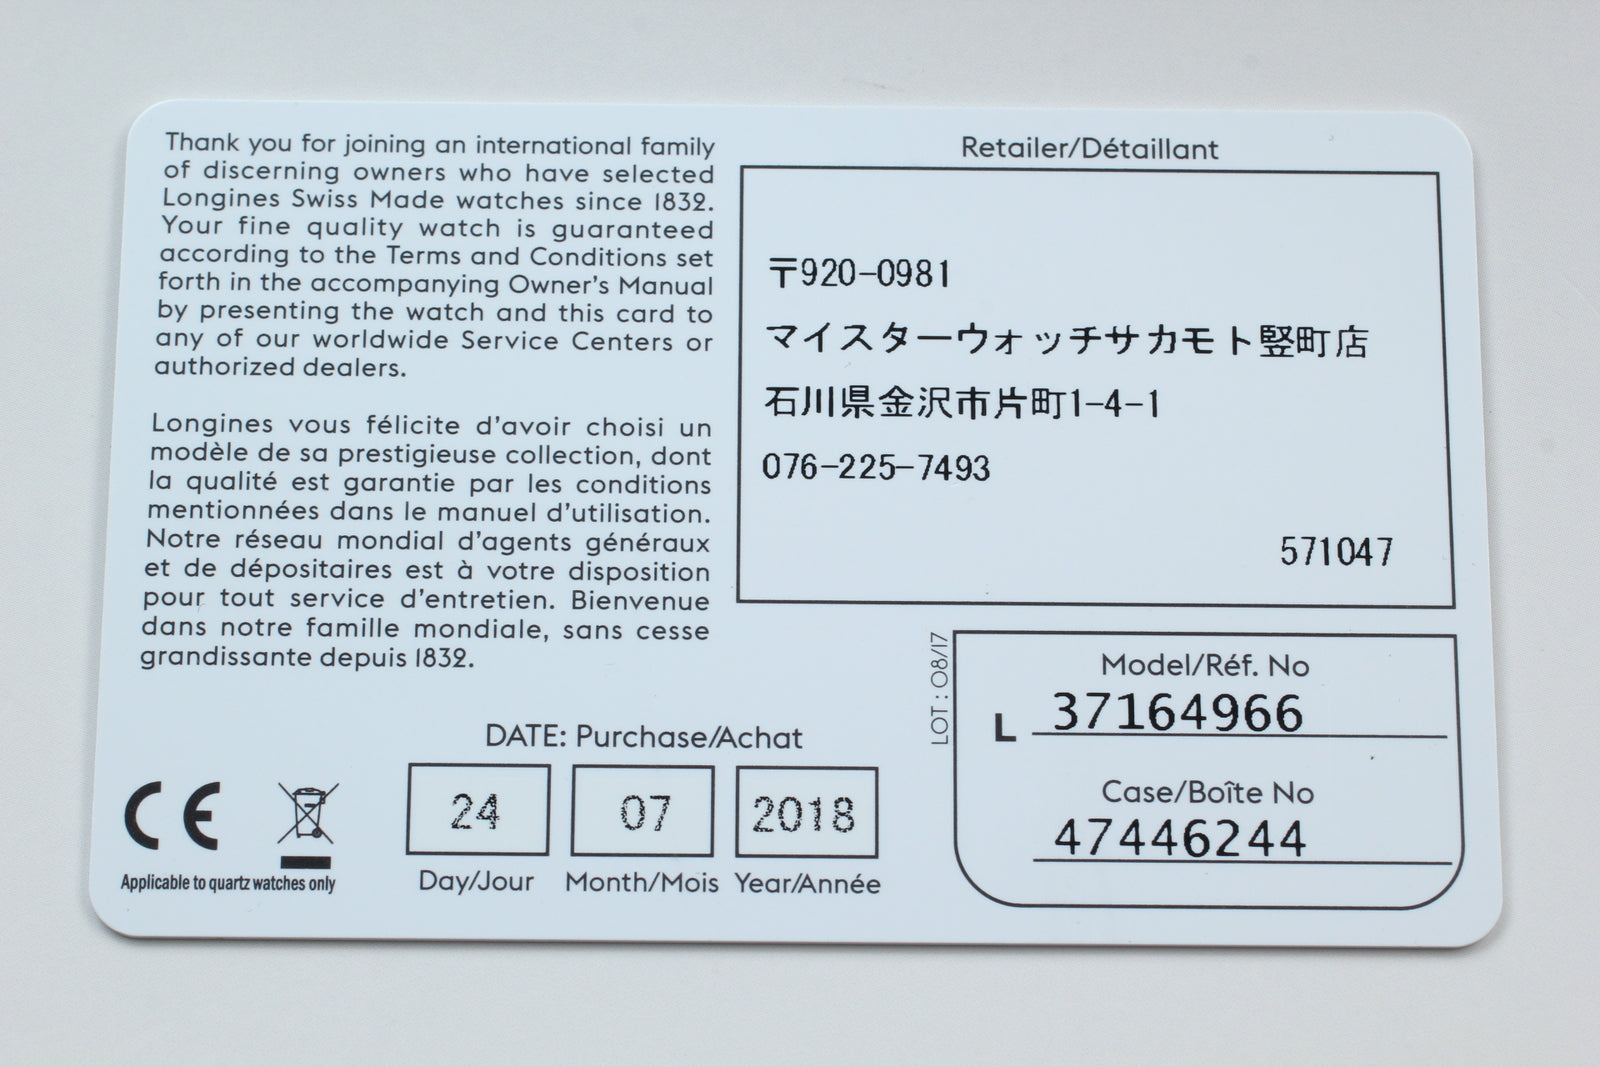 Thank you for joining an international family
of discerning owners who have selected
Longines Swiss Made watches since 1832.
Your fine quality watch is guaranteed
according to the Terms and Conditions set
forth in the accompanying Owner's Manual
by presenting the watch and this card to
any of our worldwide Service Centers or
authorized dealers.
Longines vous félicite d'avoir choisi un
modèle de sa prestigieuse collection, dont
la qualité est garantie par les conditions
mentionnées dans le manuel d'utilisation.
Notre réseau mondial d'agents généraux
et de dépositaires est à votre disposition
pour tout service d'entretien. Bienvenue
dans notre famille mondiale, sans cesse
grandissante depuis 1832.
Retailer/Détaillant
〒920-0981
マイスターウォッチサカモト竪町店
石川県金沢市片町1-4-1
076-225-7493
571047
LOT : 08/17
Model/Réf. No
L 37164966
Case/Boîte No
47446244
DATE: Purchase/Achat
24 07 2018
Day/Jour Month/Mois Year/Année
CE
Applicable to quartz watches only